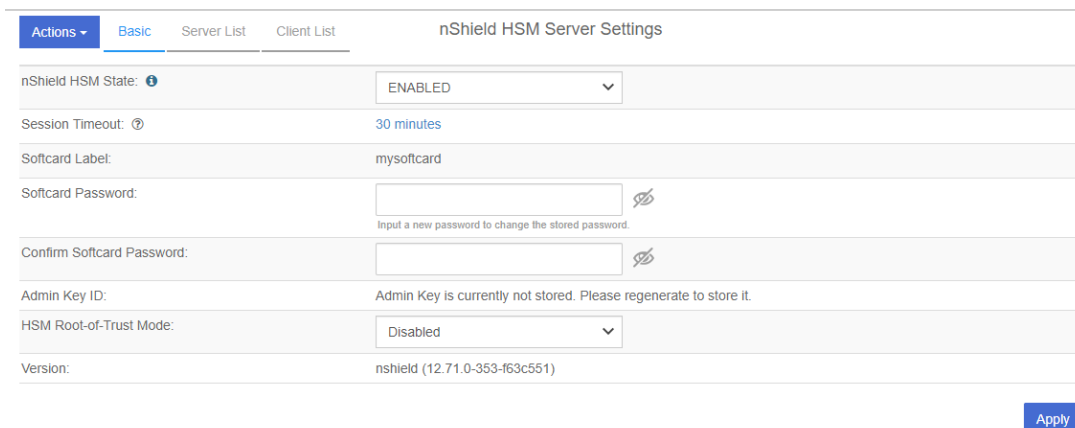 Actions Basic Server List Client List nShield HSM Server Settings
nShield HSM State: ENABLED
Session Timeout: 30 minutes
Softcard Label: mysoftcard
Softcard Password:
Input a new password to change the stored password.
Confirm Softcard Password:
Admin Key ID: Admin Key is currently not stored. Please regenerate to store it.
HSM Root-of-Trust Mode: Disabled
Version: nshield (12.71.0-353-f63c551)
Apply